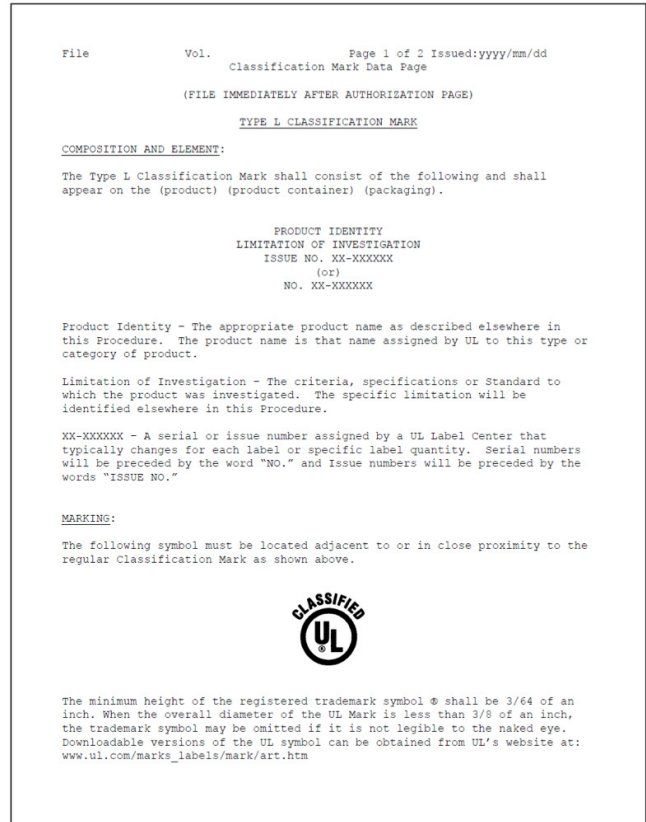 File Vol. Page 1 of 2 Issued:yyyy/mm/dd
Classification Mark Data Page
(FILE IMMEDIATELY AFTER AUTHORIZATION PAGE)
TYPE L CLASSIFICATION MARK
COMPOSITION AND ELEMENT:
The Type L Classification Mark shall consist of the following and shall
appear on the (product) (product container) (packaging).
PRODUCT IDENTITY
LIMITATION OF INVESTIGATION
ISSUE NO. XX-XXXXXX
(or)
NO. XX-XXXXXX
Product Identity – The appropriate product name as described elsewhere in
this Procedure. The product name is that name assigned by UL to this type or
category of product.
Limitation of Investigation – The criteria, specifications or Standard to
which the product was investigated. The specific limitation will be
identified elsewhere in this Procedure.
XX-XXXXXX – A serial or issue number assigned by a UL Label Center that
typically changes for each label or specific label quantity. Serial numbers
will be preceded by the word “NO.” and Issue numbers will be preceded by the
words “ISSUE NO.”
MARKING:
The following symbol must be located adjacent to or in close proximity to the
regular Classification Mark as shown above.
CLASSIFIED
UL ®
The minimum height of the registered trademark symbol ® shall be 3/64 of an
inch. When the overall diameter of the UL Mark is less than 3/8 of an inch,
the trademark symbol may be omitted if it is not legible to the naked eye.
Downloadable versions of the UL symbol can be obtained from UL’s website at:
www.ul.com/marks_labels/mark/art.htm